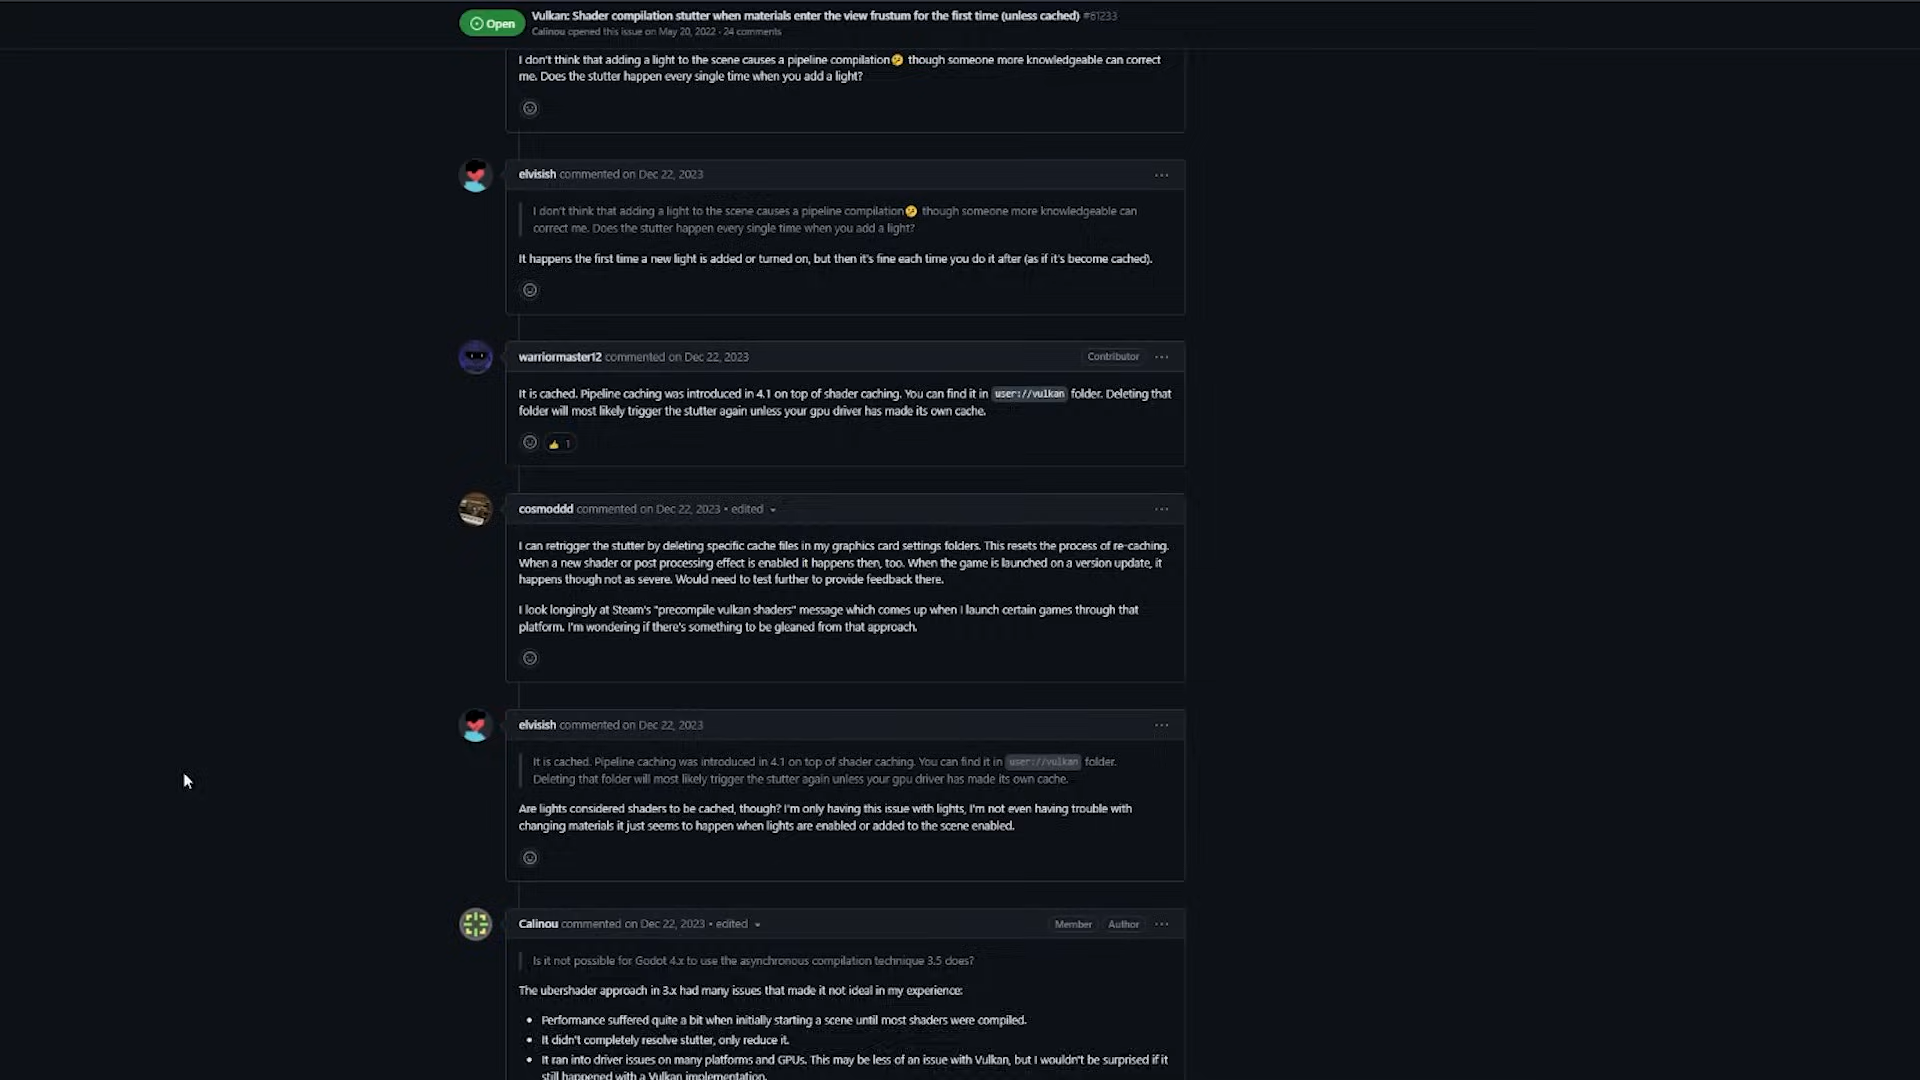 Open
Vulkan: Shader compilation stutter when materials enter the view frustum for the first time (unless cached) #61233
Calinou opened this issue on May 20, 2022 · 24 comments
I don't think that adding a light to the scene causes a pipeline compilation🤔 though someone more knowledgeable can correct
me. Does the stutter happen every single time when you add a light?
elvisish commented on Dec 22, 2023
I don't think that adding a light to the scene causes a pipeline compilation🤔 though someone more knowledgeable can
correct me. Does the stutter happen every single time when you add a light?
It happens the first time a new light is added or turned on, but then it's fine each time you do it after (as if it's become cached).
warriormaster12 commented on Dec 22, 2023
Contributor
It is cached. Pipeline caching was introduced in 4.1 on top of shader caching. You can find it in user://vulkan folder. Deleting that
folder will most likely trigger the stutter again unless your gpu driver has made its own cache.
👍 1
cosmoddd commented on Dec 22, 2023 • edited
I can retrigger the stutter by deleting specific cache files in my graphics card settings folders. This resets the process of re-caching.
When a new shader or post processing effect is enabled it happens then, too. When the game is launched on a version update, it
happens though not as severe. Would need to test further to provide feedback there.
I look longingly at Steam's "precompile vulkan shaders" message which comes up when I launch certain games through that
platform. I'm wondering if there's something to be gleaned from that approach.
elvisish commented on Dec 22, 2023
It is cached. Pipeline caching was introduced in 4.1 on top of shader caching. You can find it in user://vulkan folder.
Deleting that folder will most likely trigger the stutter again unless your gpu driver has made its own cache.
Are lights considered shaders to be cached, though? I'm only having this issue with lights, I'm not even having trouble with
changing materials it just seems to happen when lights are enabled or added to the scene enabled.
Calinou commented on Dec 22, 2023 • edited
Member
Author
Is it not possible for Godot 4.x to use the asynchronous compilation technique 3.5 does?
The ubershader approach in 3.x had many issues that made it not ideal in my experience:
• Performance suffered quite a bit when initially starting a scene until most shaders were compiled.
• It didn't completely resolve stutter, only reduce it.
• It ran into driver issues on many platforms and GPUs. This may be less of an issue with Vulkan, but I wouldn't be surprised if it
still happened with a Vulkan implementation.